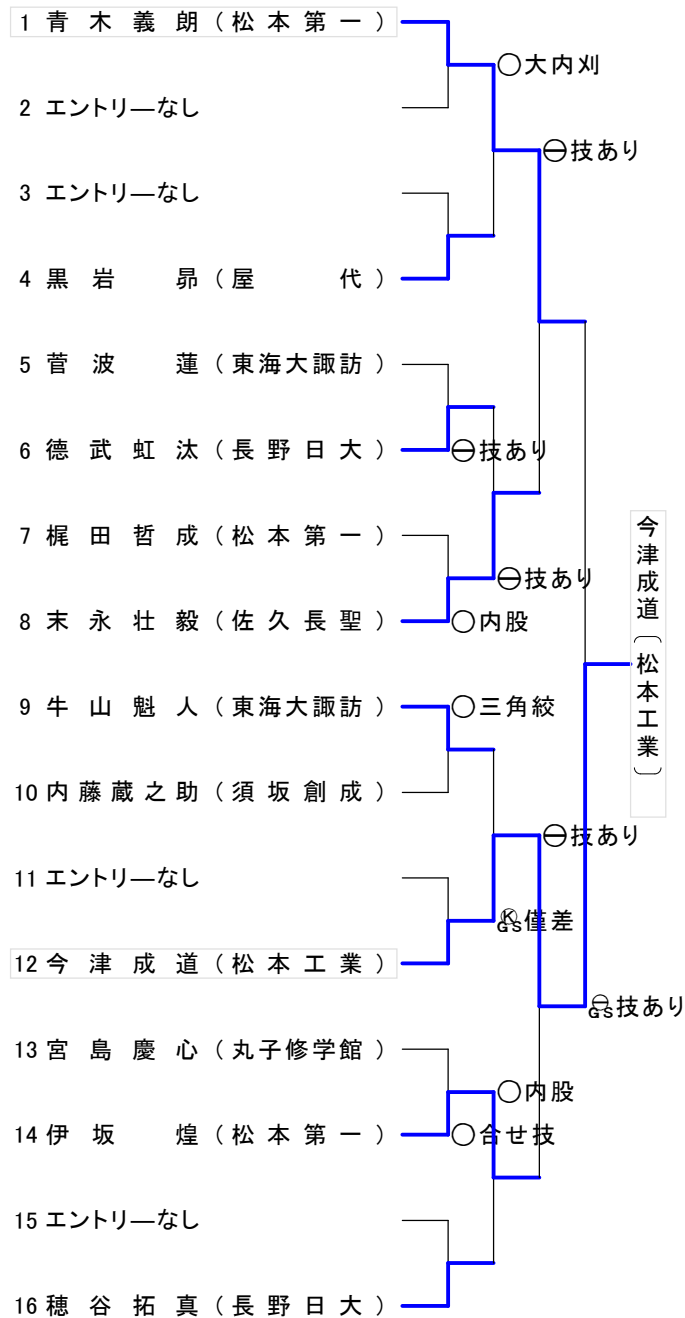 1 青木義朗（松本第一）
○大内刈
2 エントリーなし
⊖技あり
3 エントリーなし
4 黒岩 昴（屋代）
5 菅波 蓮（東海大諏訪）
6 德武虹汰（長野日大）
⊖技あり
7 梶田哲成（松本第一）
⊖技あり
8 末永壮毅（佐久長聖）
○内股
今津成道（松本工業）
9 牛山魁人（東海大諏訪）
○三角絞
10 内藤蔵之助（須坂創成）
⊖技あり
11 エントリーなし
Ⓚ GS 僅差
12 今津成道（松本工業）
⊖ GS 技あり
13 宮島慶心（丸子修学館）
○内股
14 伊坂 煌（松本第一）
○合せ技
15 エントリーなし
16 穂谷拓真（長野日大）